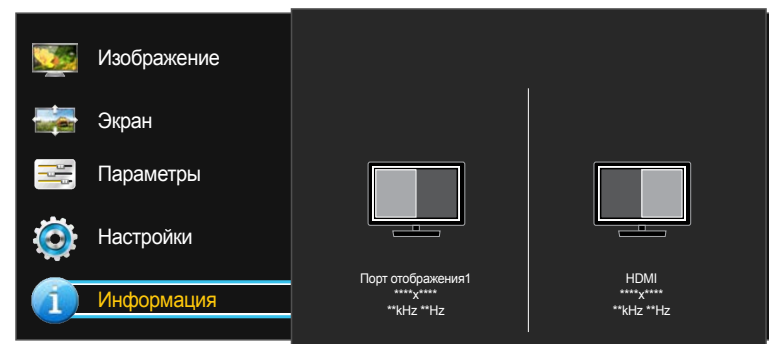 Изображение
Экран
Параметры
Настройки
Информация
Порт отображения1
****x****
**kHz **Hz
HDMI
****x****
**kHz **Hz